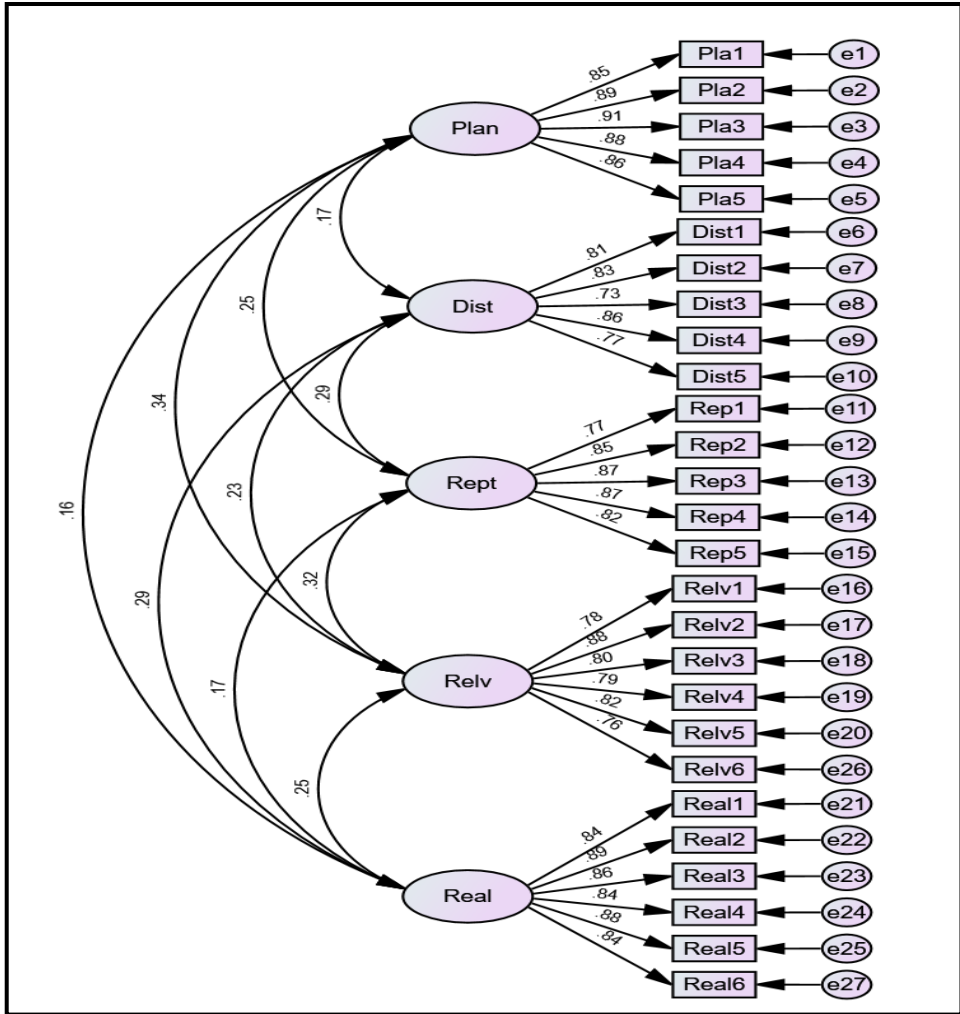 Plan
.85
Pla1
e1
.89
Pla2
e2
.91
Pla3
e3
.88
Pla4
e4
.86
Pla5
e5
.17
.25
.34
.16
Dist
.81
Dist1
e6
.83
Dist2
e7
.73
Dist3
e8
.86
Dist4
e9
.77
Dist5
e10
.29
.23
.29
Rept
.77
Rep1
e11
.85
Rep2
e12
.87
Rep3
e13
.87
Rep4
e14
.82
Rep5
e15
.32
.17
Relv
.78
Relv1
e16
.88
Relv2
e17
.80
Relv3
e18
.79
Relv4
e19
.82
Relv5
e20
.76
Relv6
e26
.25
Real
.84
Real1
e21
.89
Real2
e22
.86
Real3
e23
.84
Real4
e24
.88
Real5
e25
.84
Real6
e27